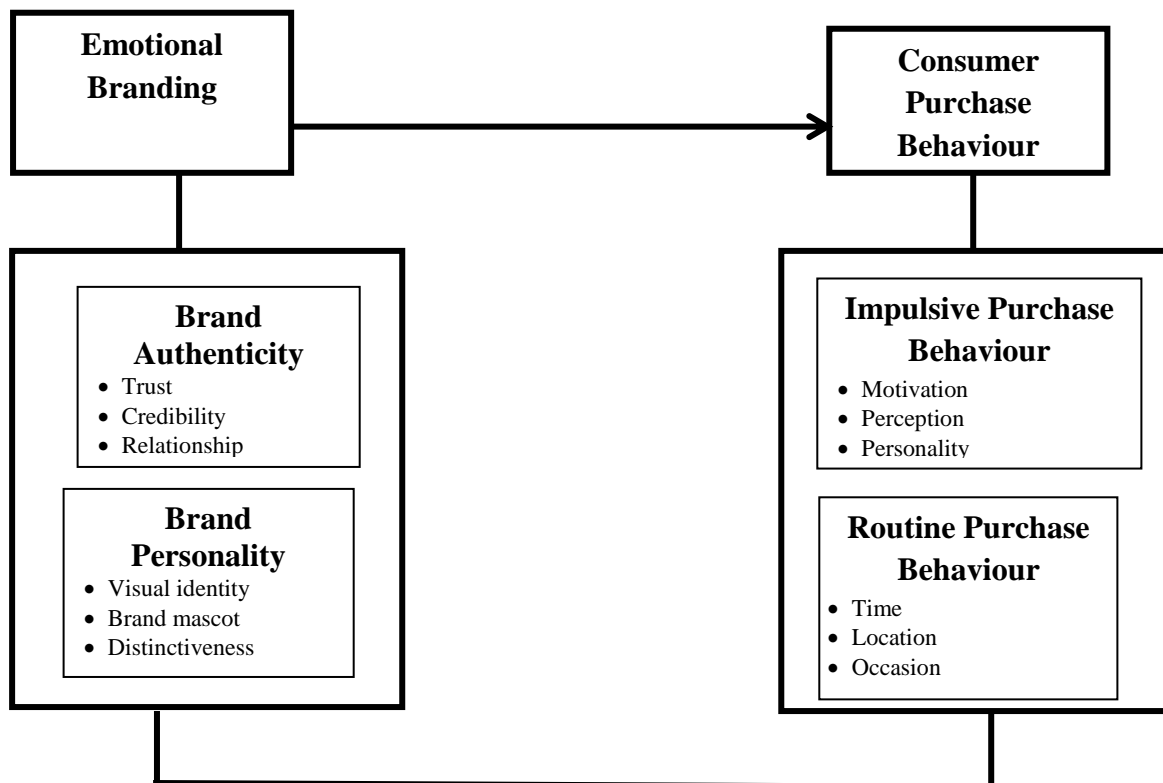 Emotional
Branding
Consumer
Purchase
Behaviour
Brand
Authenticity
• Trust
• Credibility
• Relationship
Brand
Personality
• Visual identity
• Brand mascot
• Distinctiveness
Impulsive Purchase
Behaviour
• Motivation
• Perception
• Personality
Routine Purchase
Behaviour
• Time
• Location
• Occasion